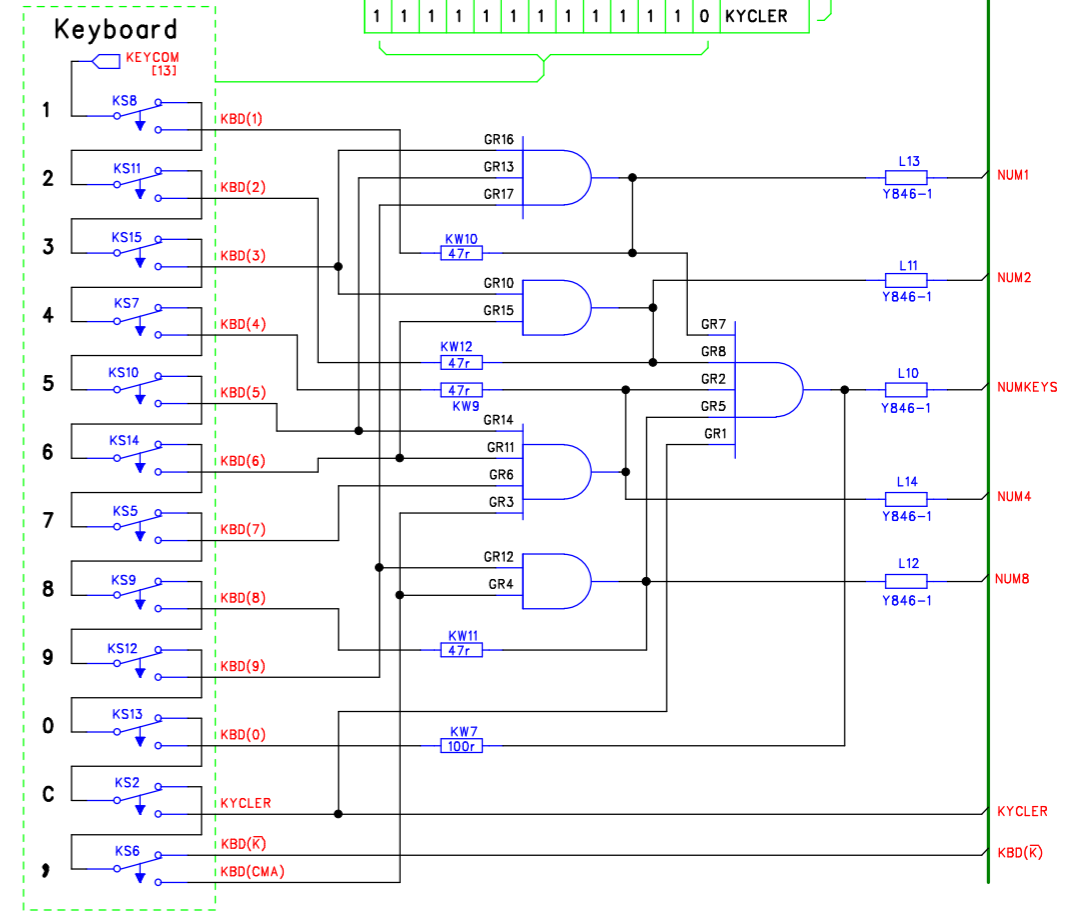 1 1 1 1 1 1 1 1 1 1 1 1 0 KYCLER
Keyboard
KEYCOM
[13]
1 KS8 KBD(1)
2 KS11 KBD(2)
3 KS15 KBD(3)
4 KS7 KBD(4)
5 KS10 KBD(5)
6 KS14 KBD(6)
7 KS5 KBD(7)
8 KS9 KBD(8)
9 KS12 KBD(9)
0 KS13 KBD(0)
C KS2 KYCLER
, KS6 KBD(K̅)
KBD(CMA)
GR16
GR13
GR17
KW10
47r
GR10
GR15
KW12
47r
47r
KW9
GR14
GR11
GR6
GR3
GR12
GR4
KW11
47r
KW7
100r
GR7
GR8
GR2
GR5
GR1
L13 NUM1
Y846-1
L11 NUM2
Y846-1
L10 NUMKEYS
Y846-1
L14 NUM4
Y846-1
L12 NUM8
Y846-1
KYCLER
KBD(K̅)